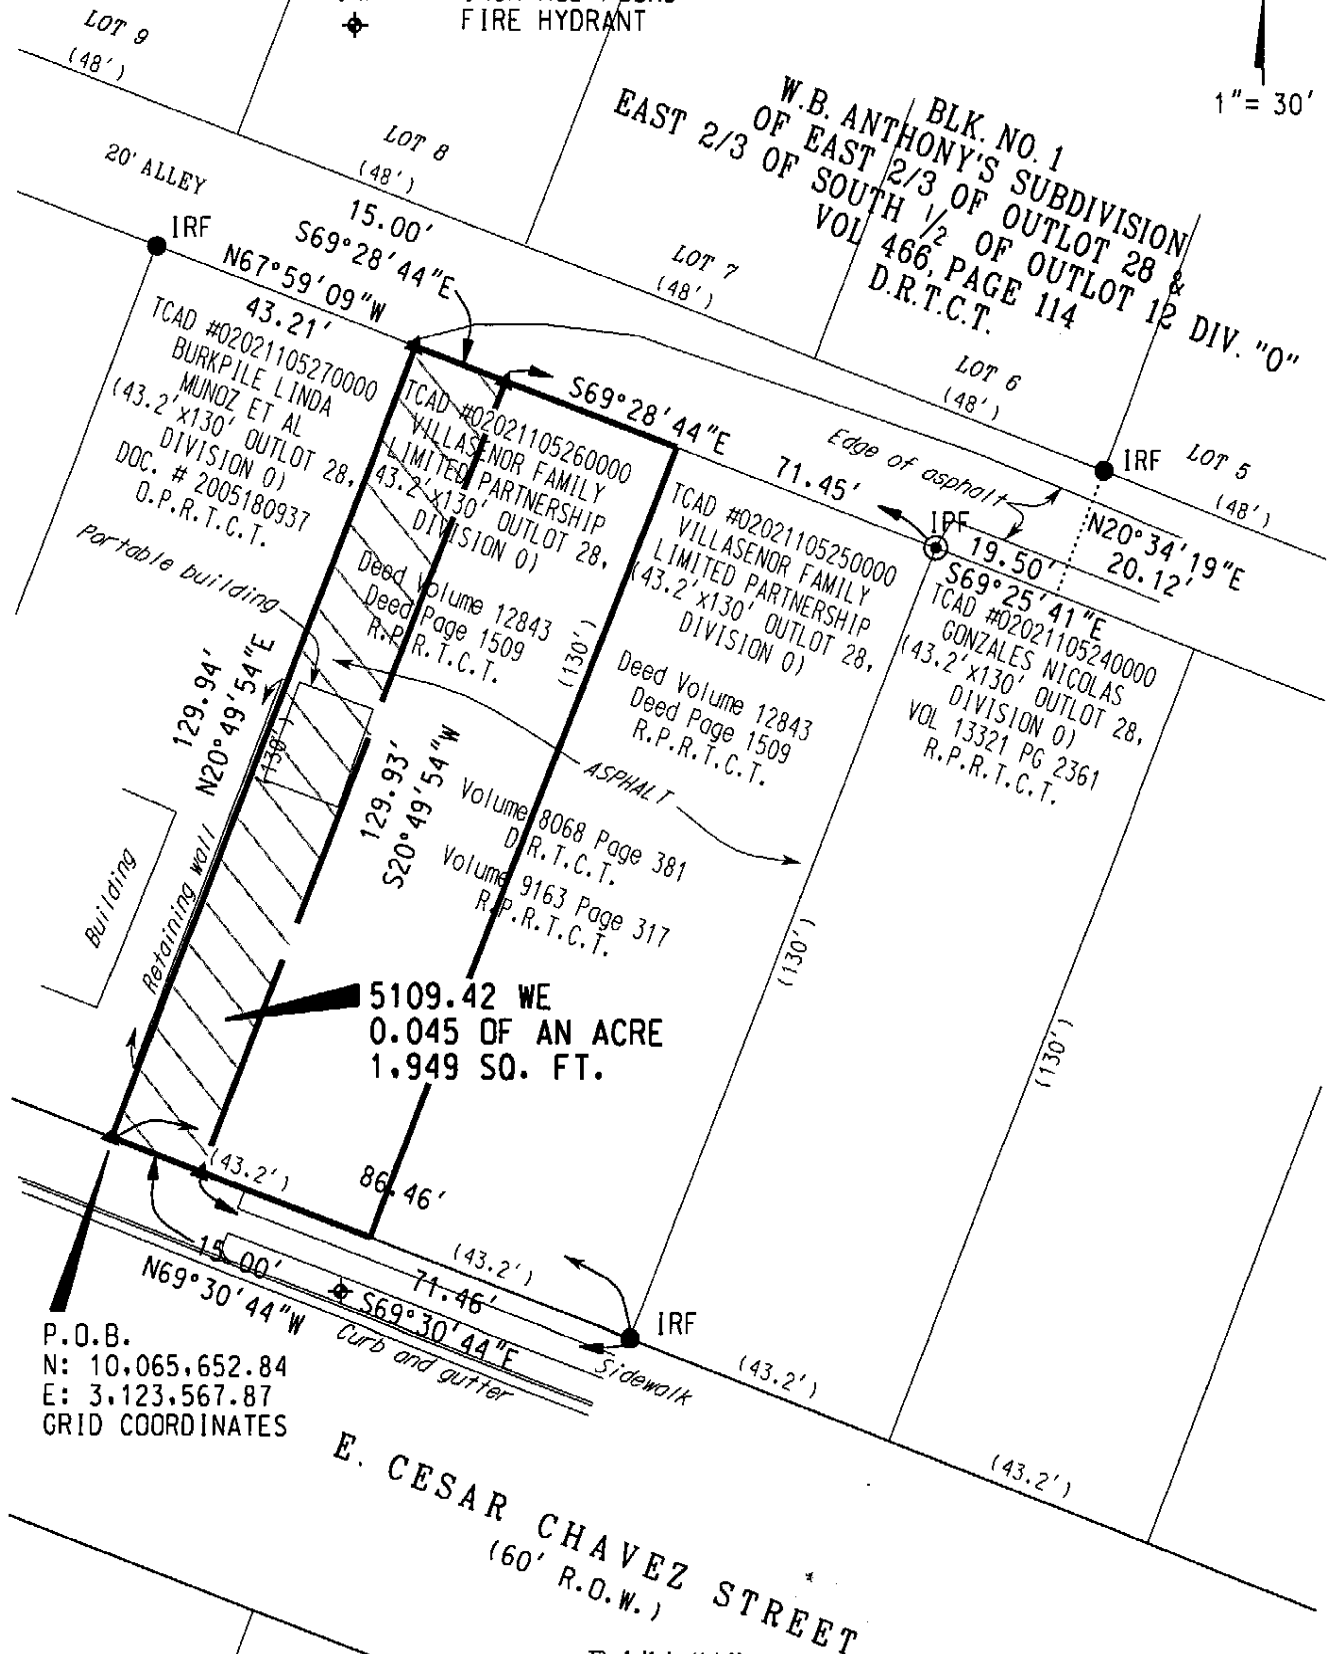 FIRE HYDRANT
1"= 30'
LOT 9
(48')
20' ALLEY
LOT 8
(48')
15.00'
S69°28'44"E
LOT 7
(48')
BLK. NO. 1
W.B. ANTHONY'S SUBDIVISION
OF EAST 2/3 OF OUTLOT 28 &
EAST 2/3 OF SOUTH 1/2 OF OUTLOT 12 DIV. "O"
VOL 466, PAGE 114
D.R.T.C.T.
LOT 6
(48')
LOT 5
(48')
IRF
N67°59'09"W
43.21'
S69°28'44"E
71.45'
Edge of asphalt
IRF
IPF
19.50'
S69°25'41"E
N20°34'19"E
20.12'
TCAD #02021105270000
BURKPILE LINDA
MUNOZ ET AL
(43.2'x130' OUTLOT 28,
DIVISION O)
DOC. # 2005180937
O.P.R.T.C.T.
TCAD #02021105260000
VILLASENOR FAMILY
LIMITED PARTNERSHIP
43.2'x130' OUTLOT 28,
DIVISION O)
Deed Volume 12843
Deed Page 1509
R.P.R.T.C.T.
TCAD #02021105250000
VILLASENOR FAMILY
LIMITED PARTNERSHIP
(43.2'x130' OUTLOT 28,
DIVISION O)
Deed Volume 12843
Deed Page 1509
R.P.R.T.C.T.
TCAD #02021105240000
GONZALES NICOLAS
(43.2'x130' OUTLOT 28,
DIVISION O)
VOL 13321 PG 2361
R.P.R.T.C.T.
Portable building
(130')
129.94'
N20°49'54"E
(130')
129.93'
S20°49'54"W
ASPHALT
Volume 8068 Page 381
D.R.T.C.T.
Volume 9163 Page 317
R.P.R.T.C.T.
Building
Retaining wall
(130')
(130')
5109.42 WE
0.045 OF AN ACRE
1,949 SQ. FT.
(43.2')
86.46'
15.00'
N69°30'44"W
(43.2')
71.46'
S69°30'44"E
IRF
Curb and gutter
Sidewalk
(43.2')
(43.2')
P.O.B.
N: 10,065,652.84
E: 3,123,567.87
GRID COORDINATES
E. CESAR CHAVEZ STREET
(60' R.O.W.)